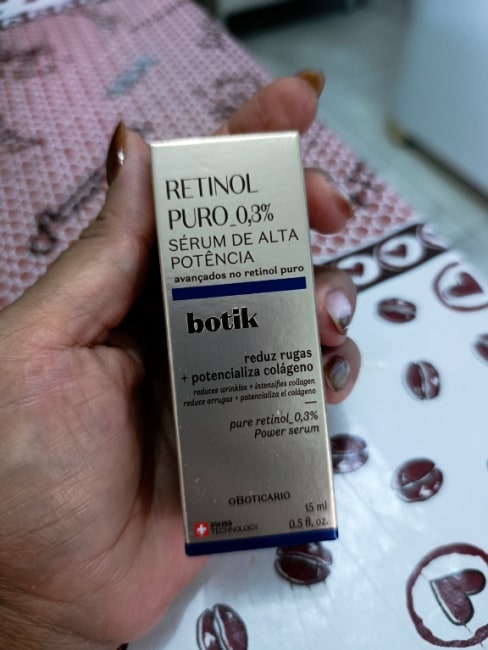 RETINOL
PURO_0,3%
SÉRUM DE ALTA
POTÊNCIA
avançados no retinol puro
botik
reduz rugas
+ potencializa colágeno
reduces wrinkles + intensifies collagen
reduce arrugas + potencializa el colágeno
pure retinol_0,3%
Power serum
oBOTICÁRIO
15 ml
0.5 fl. oz.
SWISS
TECHNOLOGY